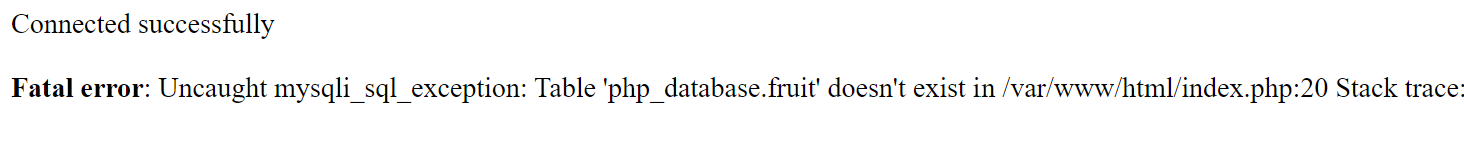 Connected successfully
Fatal error: Uncaught mysqli_sql_exception: Table 'php_database.fruit' doesn't exist in /var/www/html/index.php:20 Stack trace: